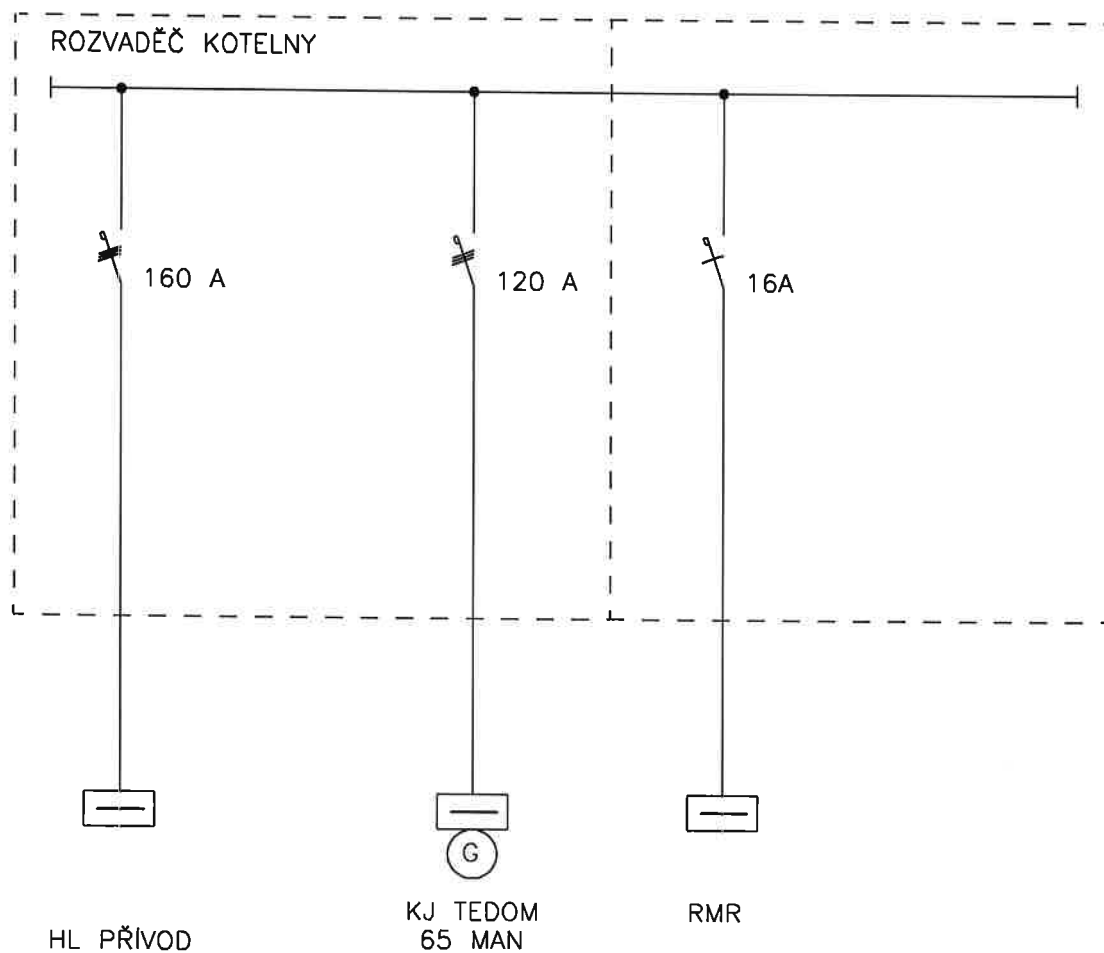 ROZVADĚČ KOTELNY
160 A
120 A
16A
G
KJ TEDOM
65 MAN
RMR
HL PŘÍVOD